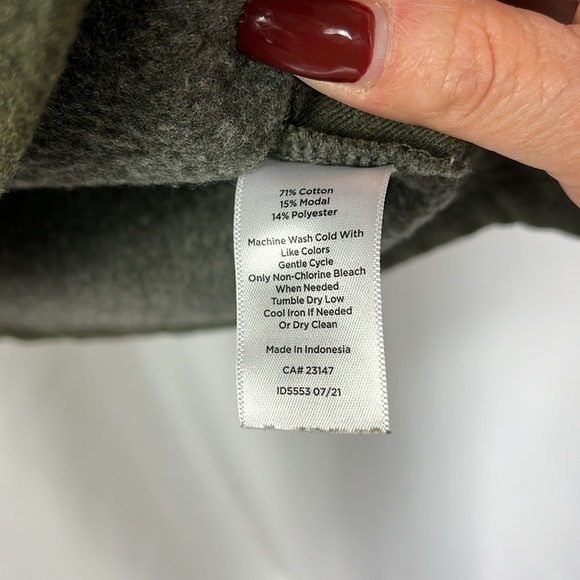 71% Cotton
15% Modal
14% Polyester
Machine Wash Cold With
Like Colors
Gentle Cycle
Only Non-Chlorine Bleach
When Needed
Tumble Dry Low
Cool Iron If Needed
Or Dry Clean
Made In Indonesia
CA# 23147
ID5553 07/21